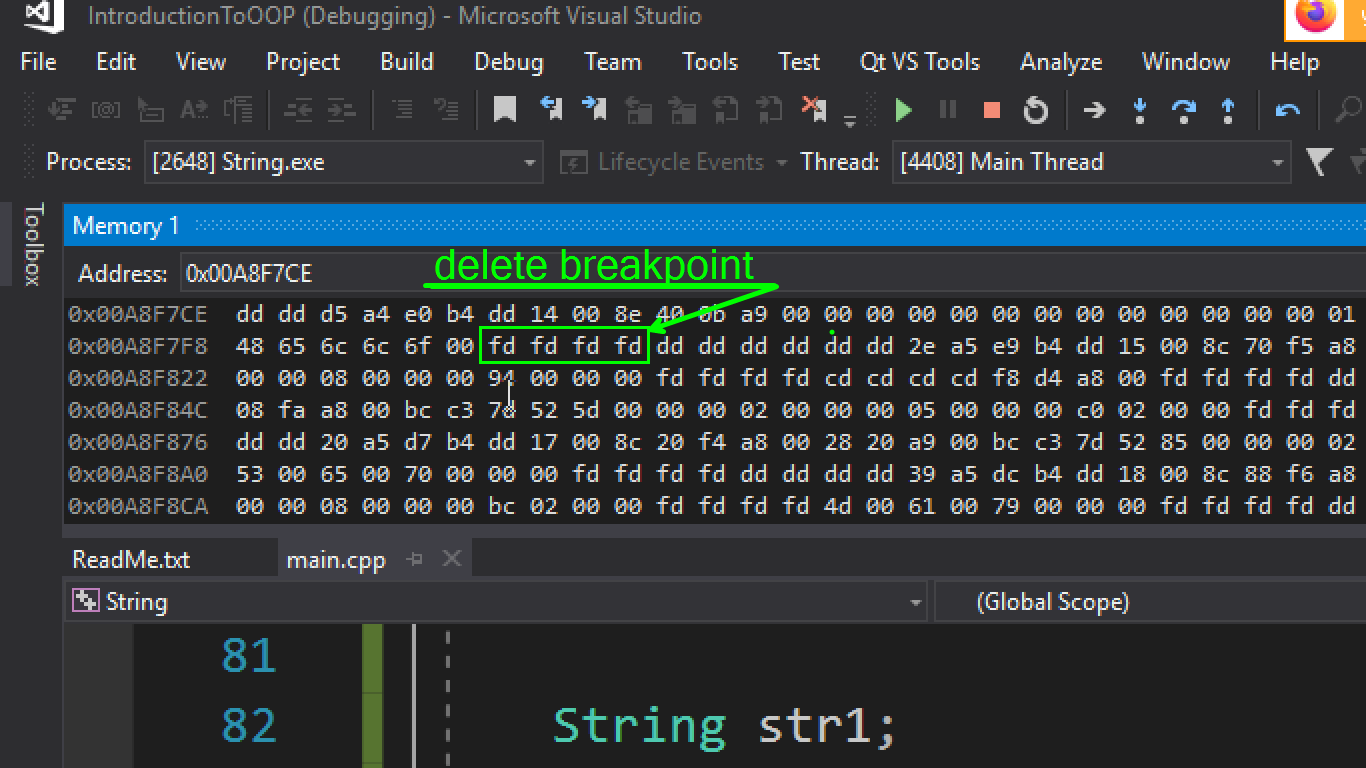 IntroductionToOOP (Debugging) - Microsoft Visual Studio
File Edit View Project Build Debug Team Tools Test Qt VS Tools Analyze Window Help
Process: [2648] String.exe Lifecycle Events Thread: [4408] Main Thread
Toolbox
Memory 1
delete breakpoint
Address: 0x00A8F7CE
0x00A8F7CE dd dd d5 a4 e0 b4 dd 14 00 8e 40 0b a9 00 00 00 00 00 00 00 00 00 00 00 00 00 01
0x00A8F7F8 48 65 6c 6c 6f 00 fd fd fd fd dd dd dd dd dd dd 2e a5 e9 b4 dd 15 00 8c 70 f5 a8
0x00A8F822 00 00 08 00 00 00 94 00 00 00 fd fd fd fd cd cd cd cd f8 d4 a8 00 fd fd fd fd dd
0x00A8F84C 08 fa a8 00 bc c3 7d 52 5d 00 00 00 02 00 00 00 05 00 00 00 c0 02 00 00 fd fd fd
0x00A8F876 dd dd 20 a5 d7 b4 dd 17 00 8c 20 f4 a8 00 28 20 a9 00 bc c3 7d 52 85 00 00 00 02
0x00A8F8A0 53 00 65 00 70 00 00 00 fd fd fd fd dd dd dd dd 39 a5 dc b4 dd 18 00 8c 88 f6 a8
0x00A8F8CA 00 00 08 00 00 00 bc 02 00 00 fd fd fd fd 4d 00 61 00 79 00 00 00 fd fd fd fd dd
ReadMe.txt main.cpp
String (Global Scope)
81
82 String str1;